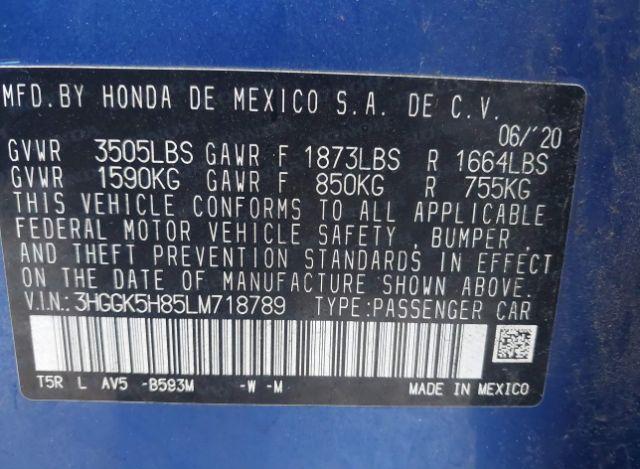 MFD.BY HONDA DE MEXICO S.A. DE C.V.
06/'20
GVWR 3505LBS GAWR F 1873LBS R 1664LBS
GVWR 1590KG GAWR F 850KG R 755KG
THIS VEHICLE CONFORMS TO ALL APPLICABLE
FEDERAL MOTOR VEHICLE SAFETY, BUMPER,
AND THEFT PREVENTION STANDARDS IN EFFECT
ON THE DATE OF MANUFACTURE SHOWN ABOVE.
V.I.N.:3HGGK5H85LM718789 TYPE:PASSENGER CAR
T5R L AV5 -B593M -W -M
MADE IN MEXICO